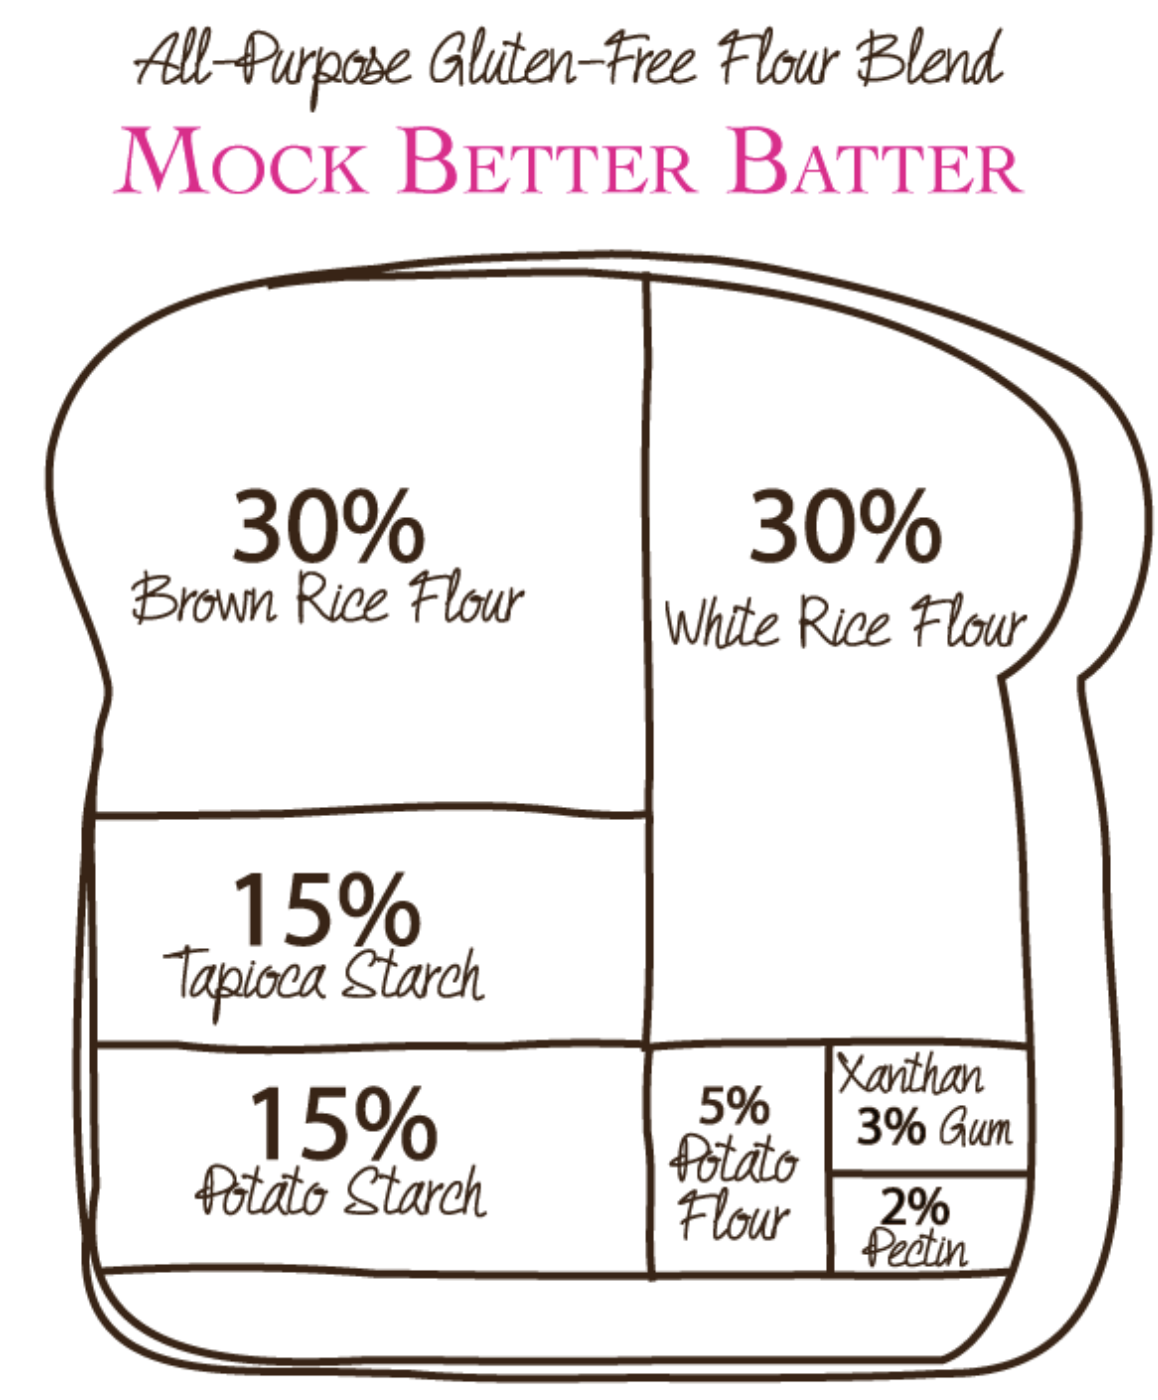 All-Purpose Gluten-Free Flour Blend
MOCK BETTER BATTER
30%
Brown Rice Flour
30%
White Rice Flour
15%
Tapioca Starch
15%
Potato Starch
5%
Potato
Flour
Xanthan
3% Gum
2%
Pectin